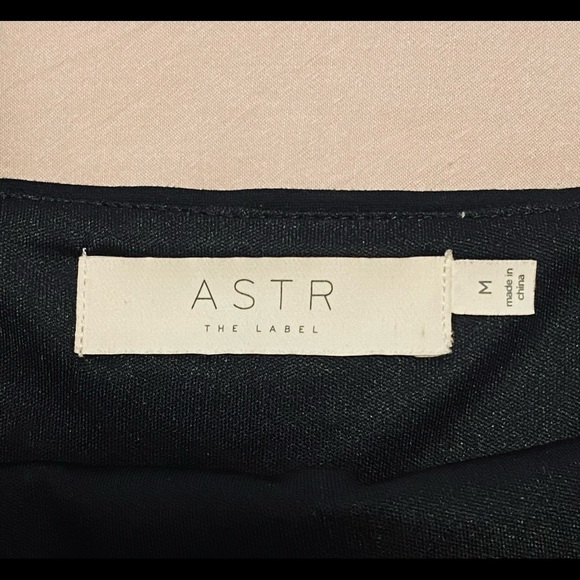 ASTR
THE LABEL
M
made in
china